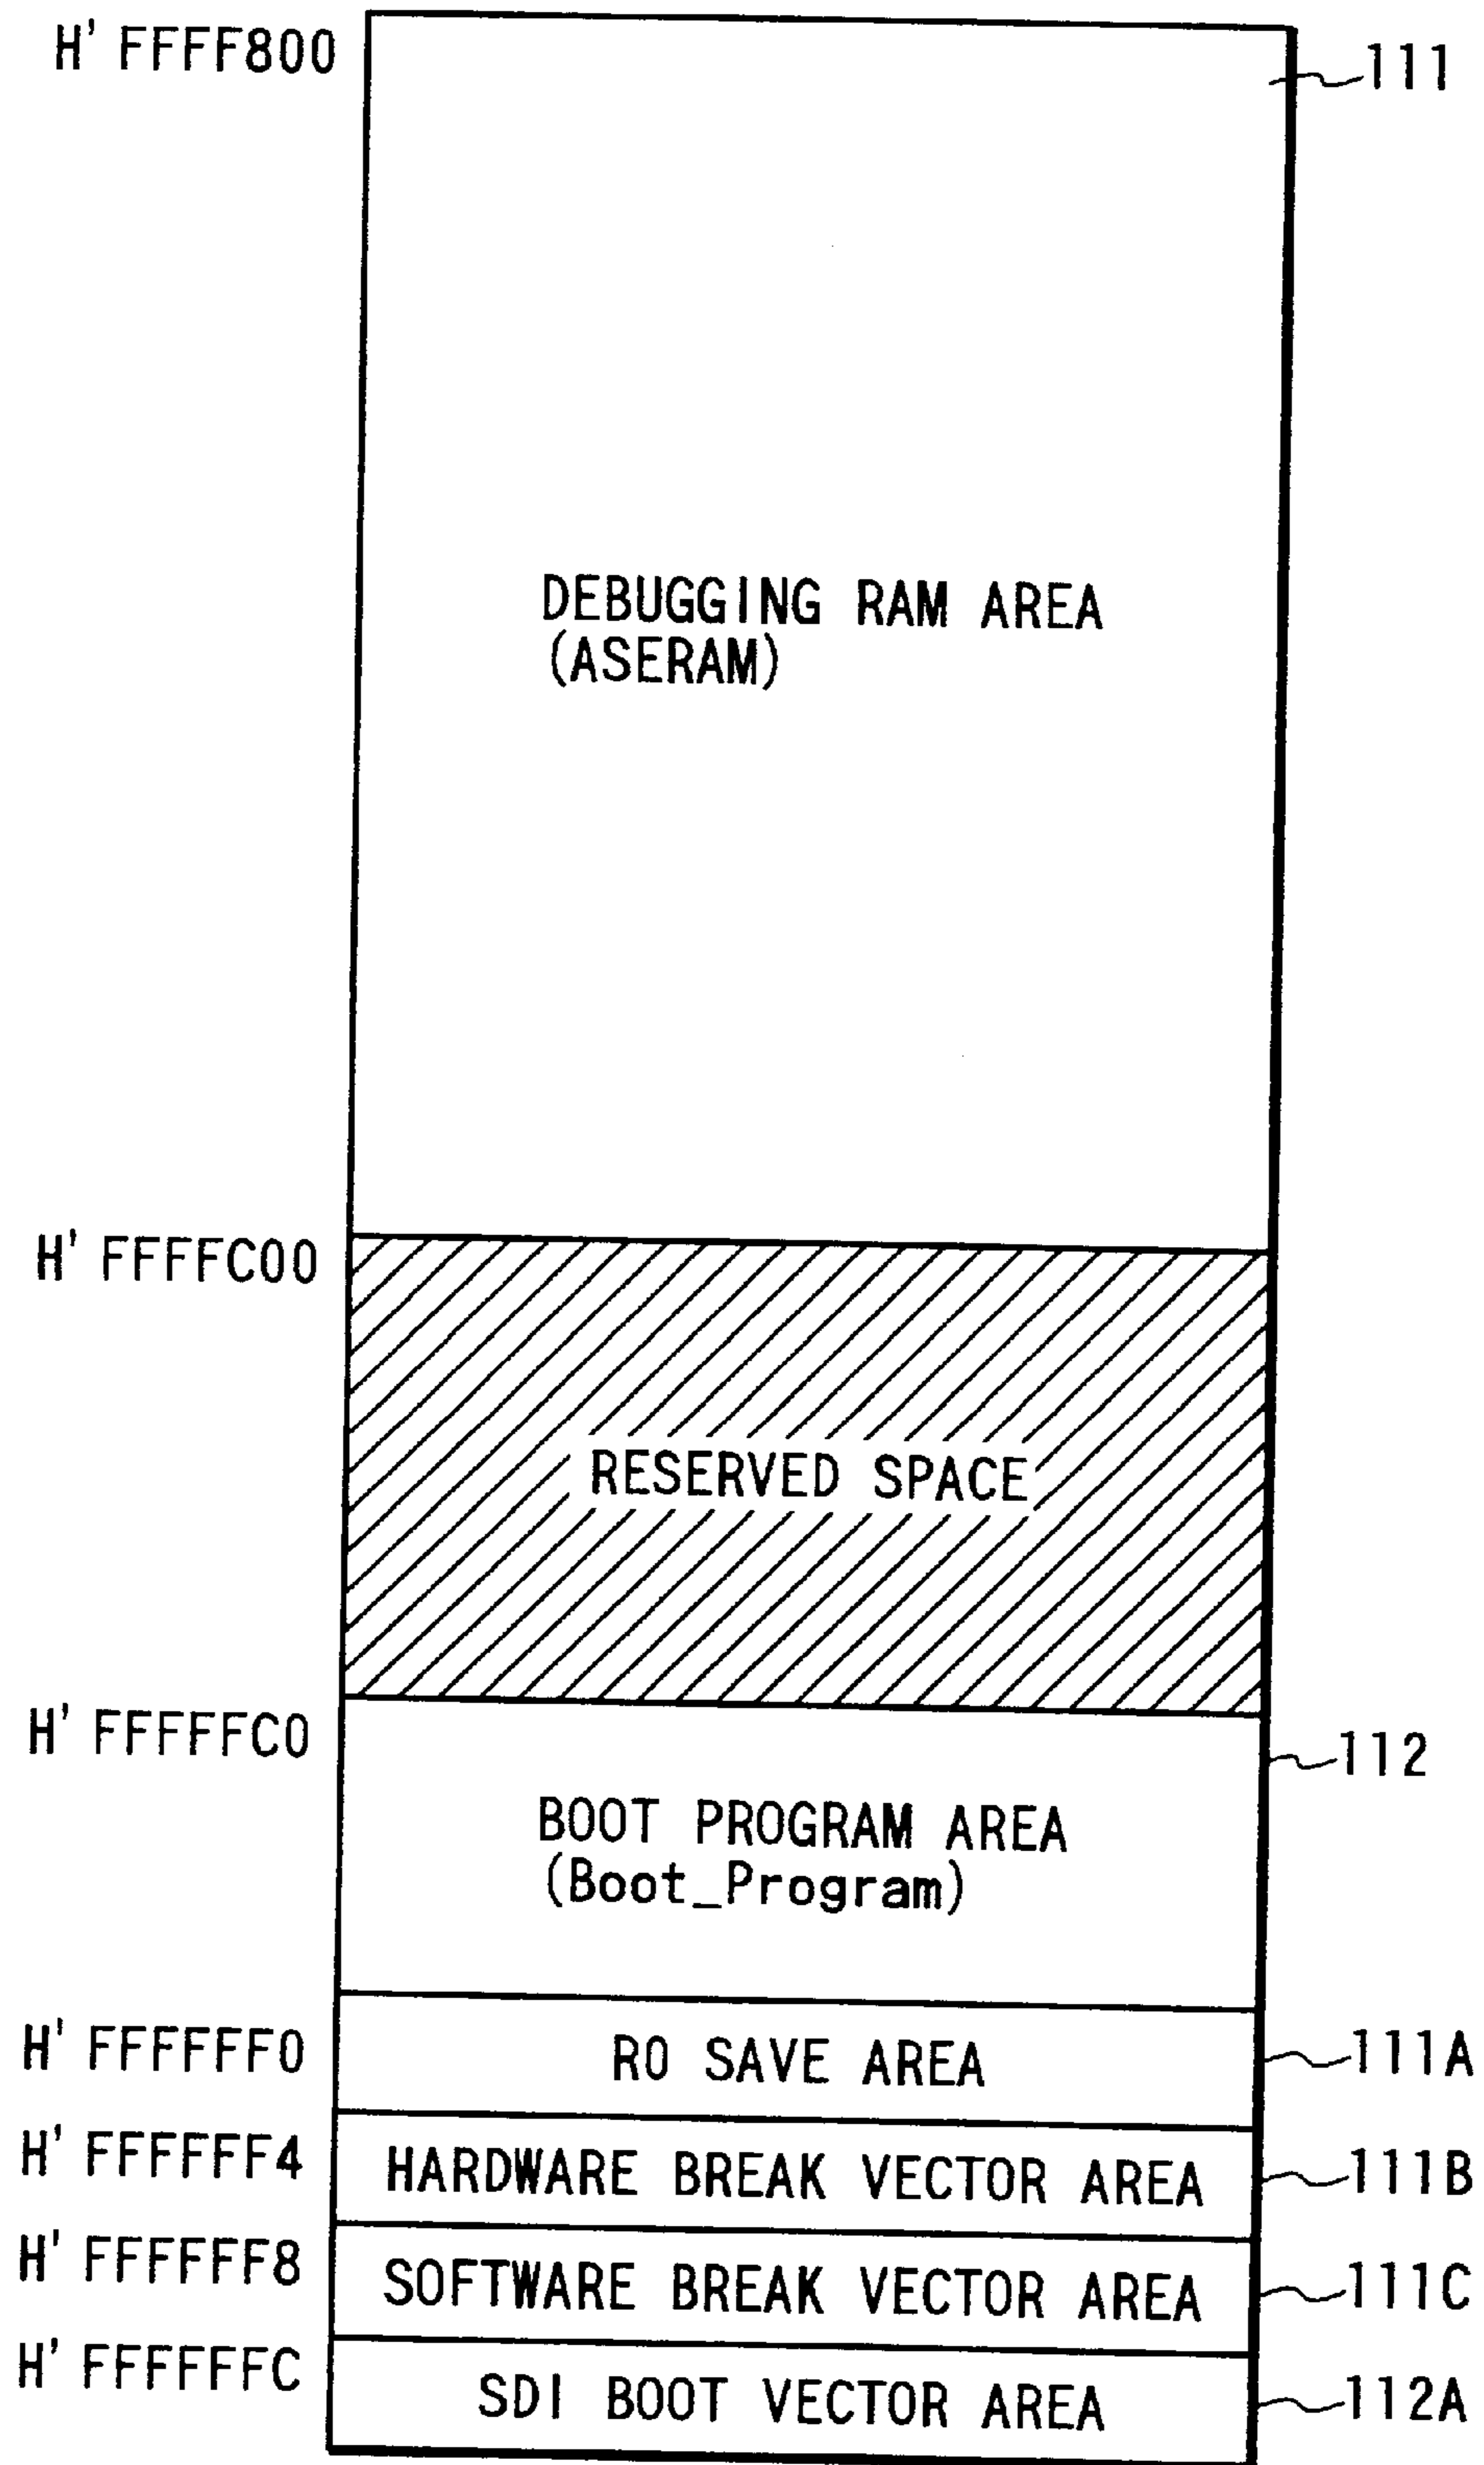 H' FFFF800
111
DEBUGGING RAM AREA
(ASERAM)
H' FFFFC00
RESERVED SPACE
H' FFFFFC0
112
BOOT PROGRAM AREA
(Boot_Program)
H' FFFFFF0
R0 SAVE AREA
111A
H' FFFFFF4
HARDWARE BREAK VECTOR AREA
111B
H' FFFFFF8
SOFTWARE BREAK VECTOR AREA
111C
H' FFFFFFC
SDI BOOT VECTOR AREA
112A